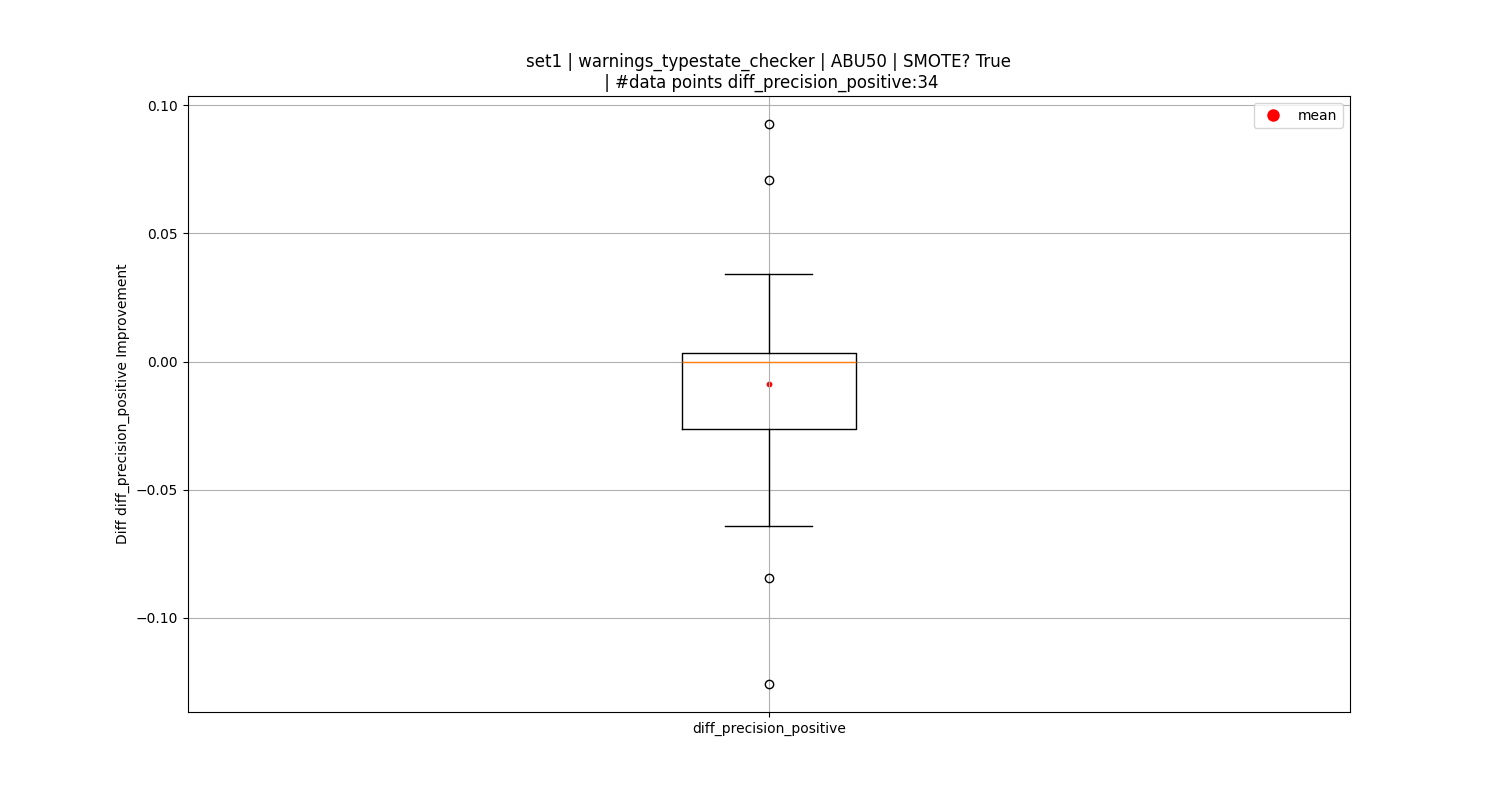 set1 | warnings_typestate_checker | ABU50 | SMOTE? True
| #data points diff_precision_positive:34
mean
0.10
0.05
0.00
−0.05
−0.10
Diff diff_precision_positive Improvement
diff_precision_positive